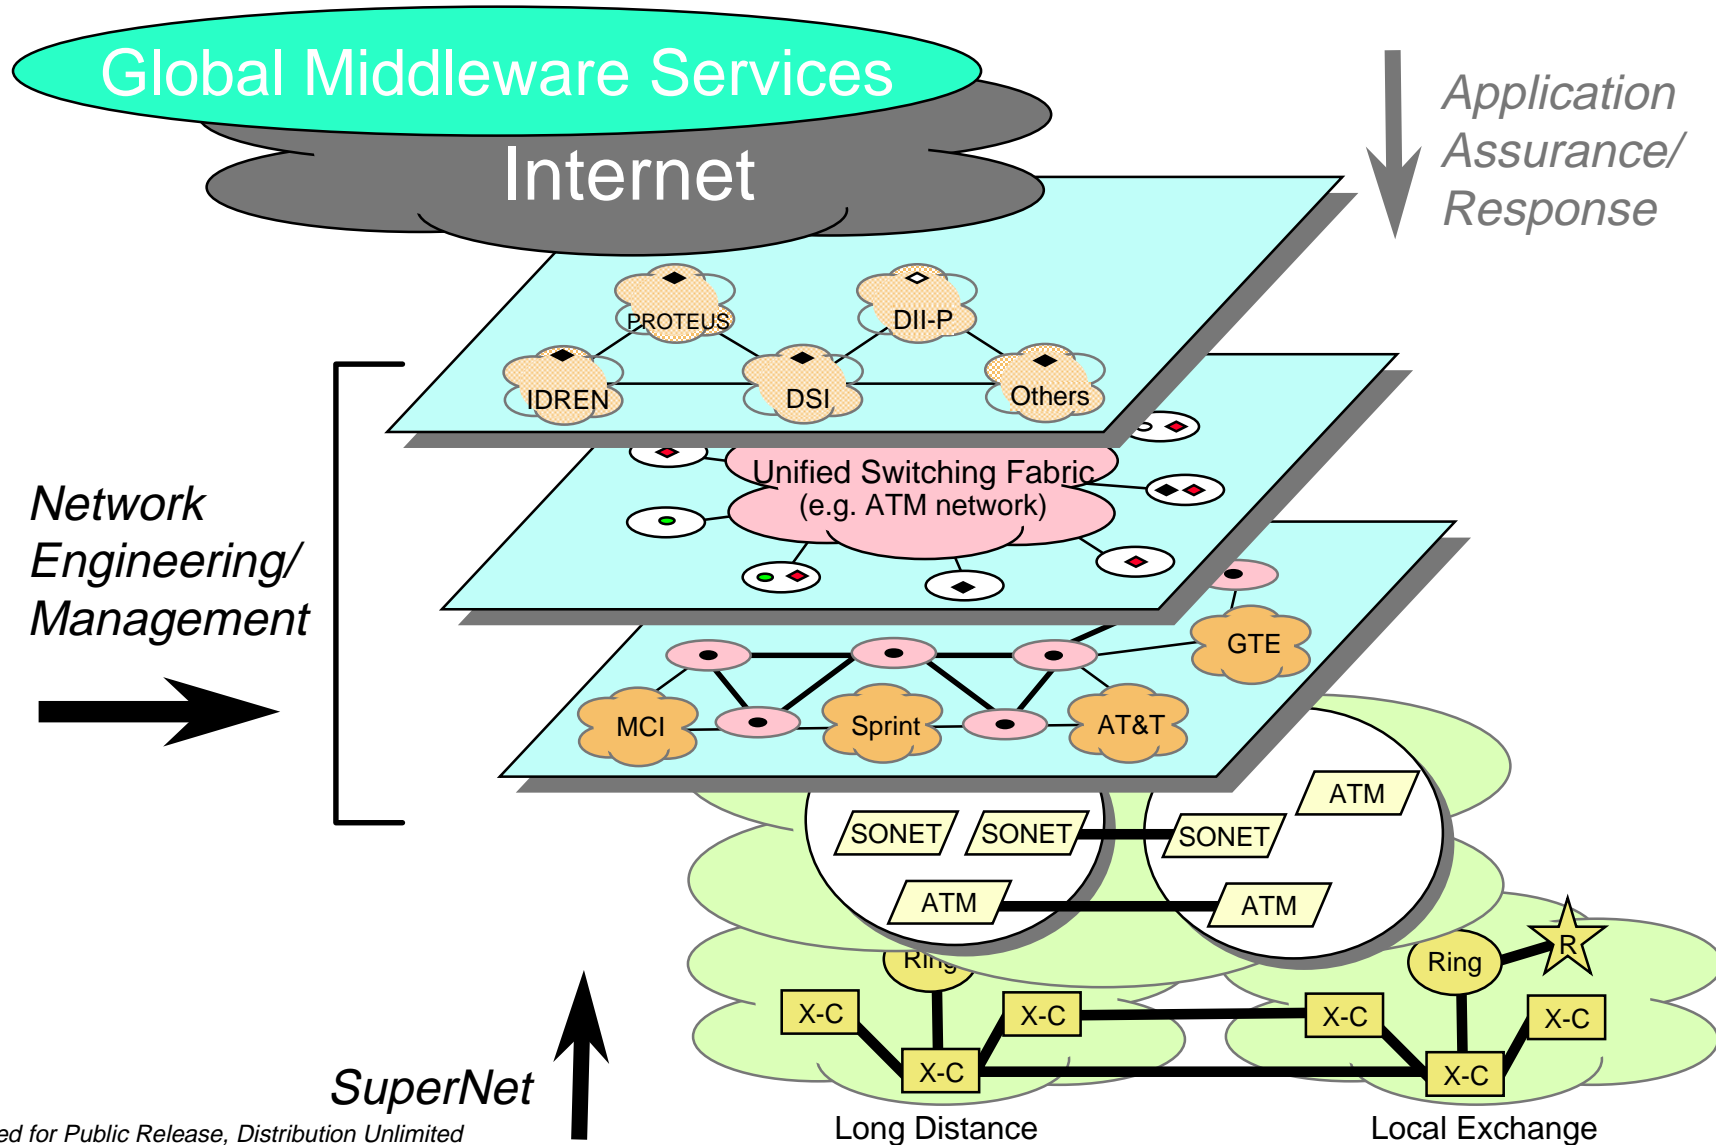 Global Middleware Services
Internet
Application
Assurance/
Response
PROTEUS
DII-P
IDREN
DSI
Others
Unified Switching Fabric
(e.g. ATM network)
Network
Engineering/
Management
GTE
MCI
Sprint
AT&T
ATM
SONET
SONET
SONET
ATM
ATM
Ring
Ring
R
X-C
X-C
X-C
X-C
X-C
X-C
SuperNet
Long Distance
Local Exchange
for Public Release, Distribution Unlimited